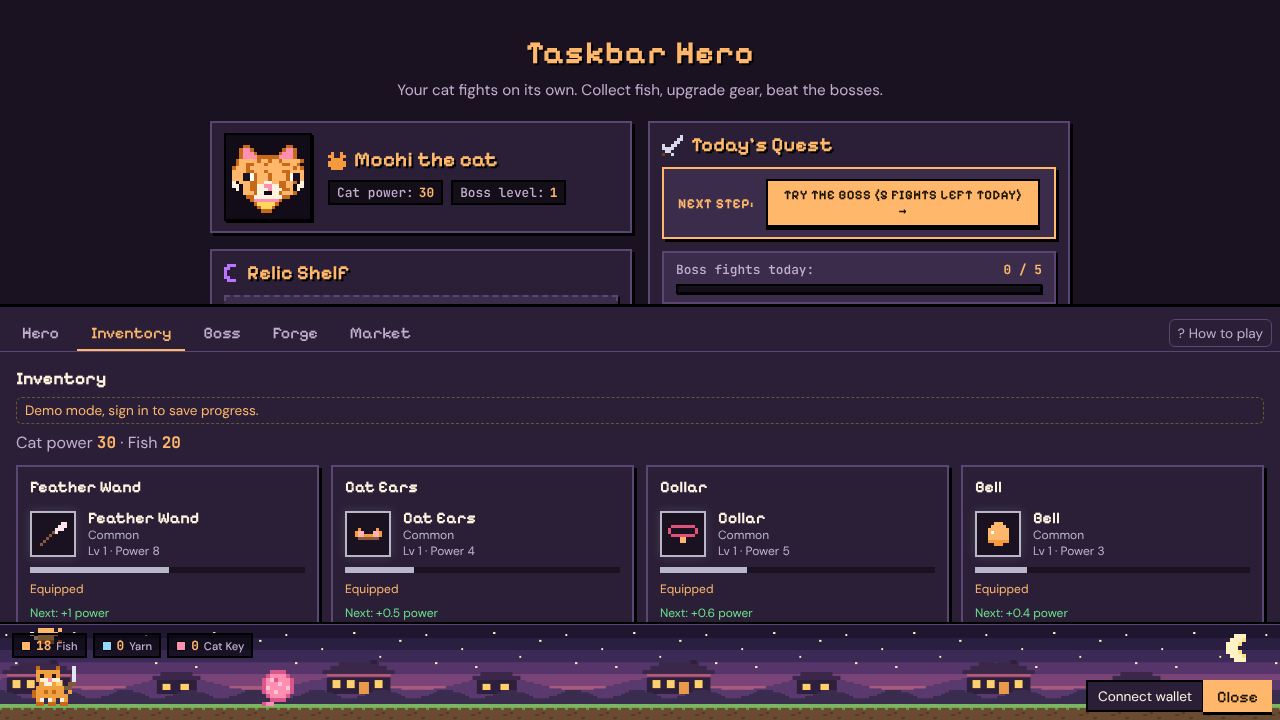 Taskbar Hero
Your cat fights on its own. Collect fish, upgrade gear, beat the bosses.
Mochi the cat
Cat power: 30
Boss level: 1
Relic Shelf
Today's Quest
NEXT STEP:
TRY THE BOSS (5 FIGHTS LEFT TODAY)
→
Boss fights today:
0 / 5
Hero
Inventory
Boss
Forge
Market
? How to play
Inventory
Demo mode, sign in to save progress.
Cat power 30 · Fish 20
Feather Wand
Feather Wand
Common
Lv 1 · Power 8
Equipped
Next: +1 power
Cat Ears
Cat Ears
Common
Lv 1 · Power 4
Equipped
Next: +0.5 power
Collar
Collar
Common
Lv 1 · Power 5
Equipped
Next: +0.6 power
Bell
Bell
Common
Lv 1 · Power 3
Equipped
Next: +0.4 power
18 Fish
0 Yarn
0 Cat Key
Connect wallet
Close